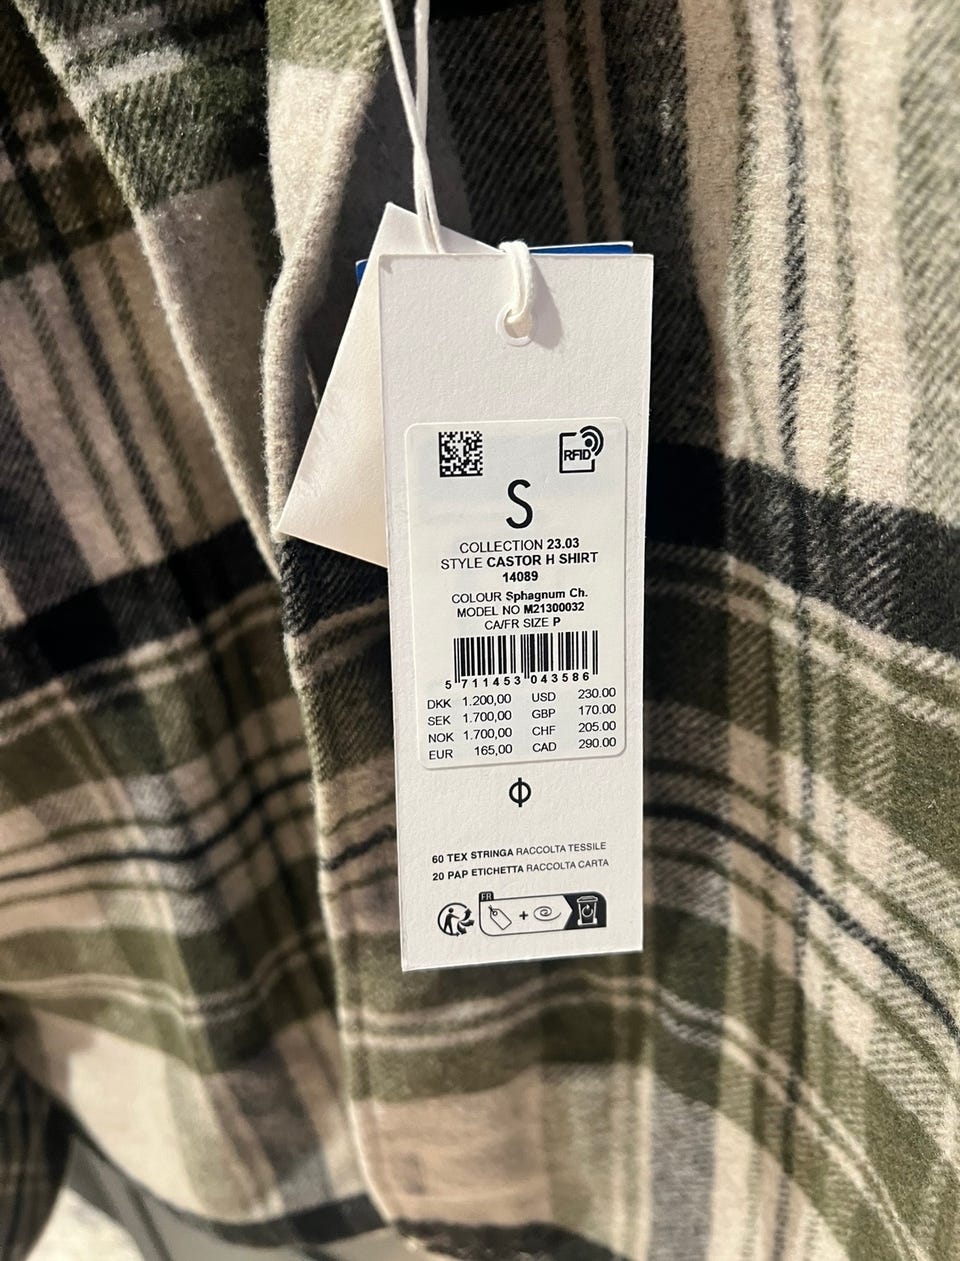 RFID
S
COLLECTION 23.03
STYLE CASTOR H SHIRT
14089
COLOUR Sphagnum Ch.
MODEL NO M21300032
CA/FR SIZE P
5 711453 043586
DKK 1.200,00 USD 230.00
SEK 1.700,00 GBP 170.00
NOK 1.700,00 CHF 205.00
EUR 165,00 CAD 290.00
60 TEX STRINGA RACCOLTA TESSILE
20 PAP ETICHETTA RACCOLTA CARTA
FR
+